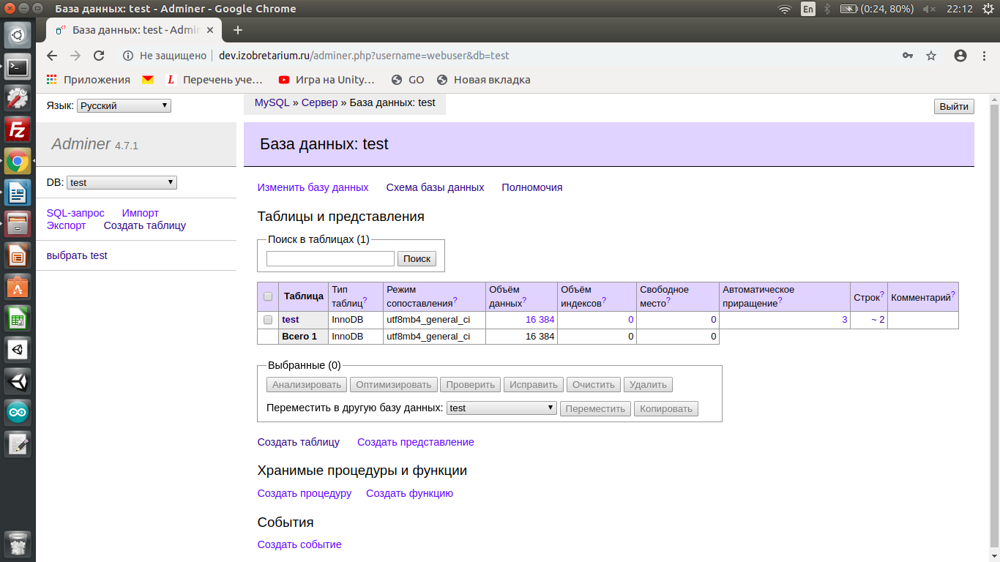 База данных: test - Adminer - Google Chrome
En
(0:24, 80%)
22:12
База данных: test - Admin
Не защищено
dev.izobretarium.ru/adminer.php?username=webuser&db=test
Приложения
L
Перечень уче…
Игра на Unity…
GO
Новая вкладка
Язык: Русский
MySQL » Сервер » База данных: test
Выйти
Adminer 4.7.1
База данных: test
DB: test
SQL-запрос Импорт
Экспорт Создать таблицу
выбрать test
Изменить базу данных Схема базы данных Полномочия
Таблицы и представления
Поиск в таблицах (1)
Поиск
Таблица
Тип таблиц?
Режим сопоставления?
Объём данных?
Объём индексов?
Свободное место?
Автоматическое приращение?
Строк?
Комментарий?
test InnoDB utf8mb4_general_ci 16 384 0 0 3 ~ 2
Всего 1 InnoDB utf8mb4_general_ci 16 384 0 0
Выбранные (0)
Анализировать Оптимизировать Проверить Исправить Очистить Удалить
Переместить в другую базу данных: test Переместить Копировать
Создать таблицу Создать представление
Хранимые процедуры и функции
Создать процедуру Создать функцию
События
Создать событие